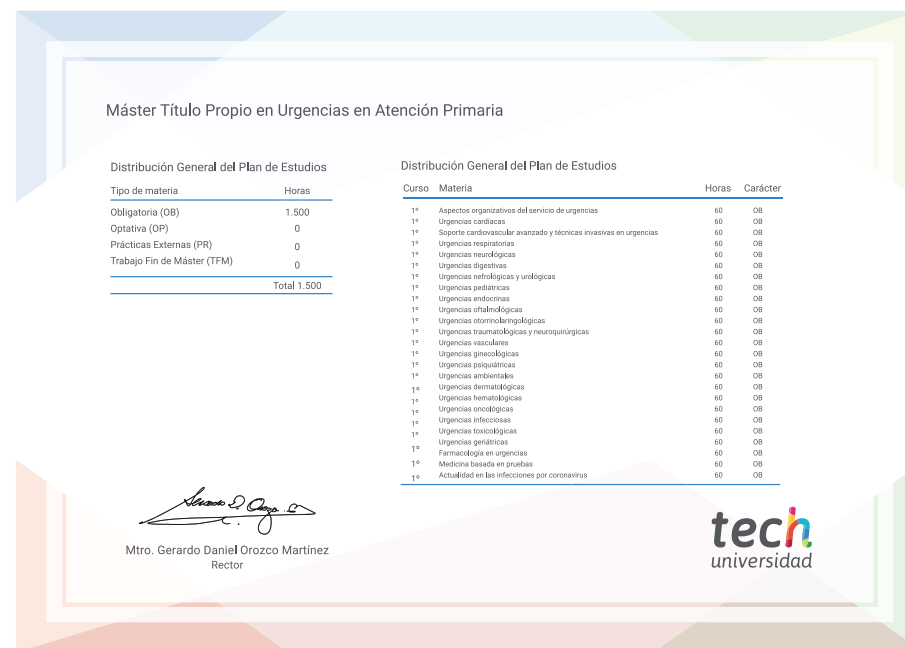 Máster Título Propio en Urgencias en Atención Primaria
Distribución General del Plan de Estudios
Tipo de materia Horas
Obligatoria (OB) 1.500
Optativa (OP) 0
Prácticas Externas (PR) 0
Trabajo Fin de Máster (TFM) 0
Total 1.500
Distribución General del Plan de Estudios
Curso Materia Horas Carácter
1º Aspectos organizativos del servicio de urgencias 60 OB
1º Urgencias cardíacas 60 OB
1º Soporte cardiovascular avanzado y técnicas invasivas en urgencias 60 OB
1º Urgencias respiratorias 60 OB
1º Urgencias neurológicas 60 OB
1º Urgencias digestivas 60 OB
1º Urgencias nefrológicas y urológicas 60 OB
1º Urgencias pediátricas 60 OB
1º Urgencias endocrinas 60 OB
1º Urgencias oftalmológicas 60 OB
1º Urgencias otorrinolaringológicas 60 OB
1º Urgencias traumatológicas y neuroquirúrgicas 60 OB
1º Urgencias vasculares 60 OB
1º Urgencias ginecológicas 60 OB
1º Urgencias psiquiátricas 60 OB
1º Urgencias ambientales 60 OB
1º Urgencias dermatológicas 60 OB
1º Urgencias hematológicas 60 OB
1º Urgencias oncológicas 60 OB
1º Urgencias infecciosas 60 OB
1º Urgencias toxicológicas 60 OB
Urgencias geriátricas 60 OB
1º Farmacología en urgencias 60 OB
1º Medicina basada en pruebas 60 OB
1º Actualidad en las infecciones por coronavirus 60 OB
Mtro. Gerardo Daniel Orozco Martínez
Rector
tech
universidad